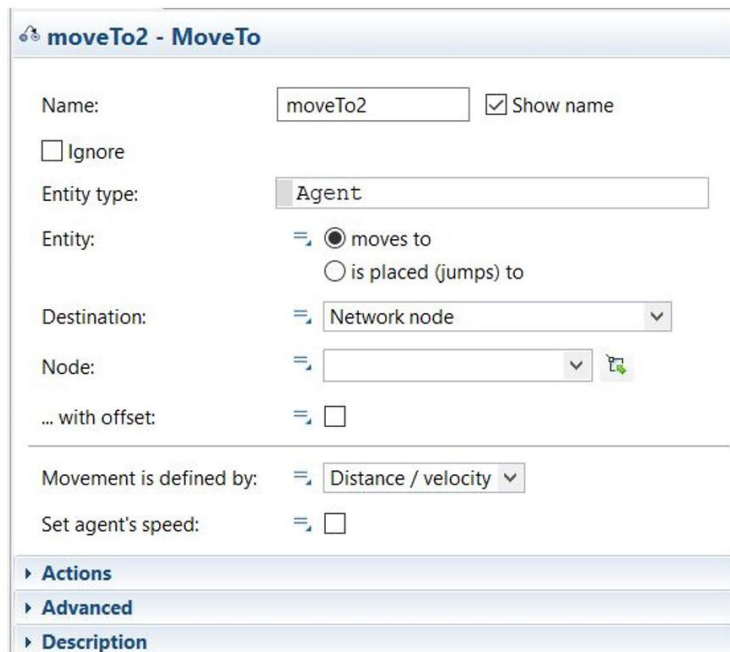 moveTo2 - MoveTo
Name: moveTo2 Show name
Ignore
Entity type: Agent
Entity: moves to
is placed (jumps) to
Destination: Network node
Node:
... with offset:
Movement is defined by: Distance / velocity
Set agent's speed:
Actions
Advanced
Description